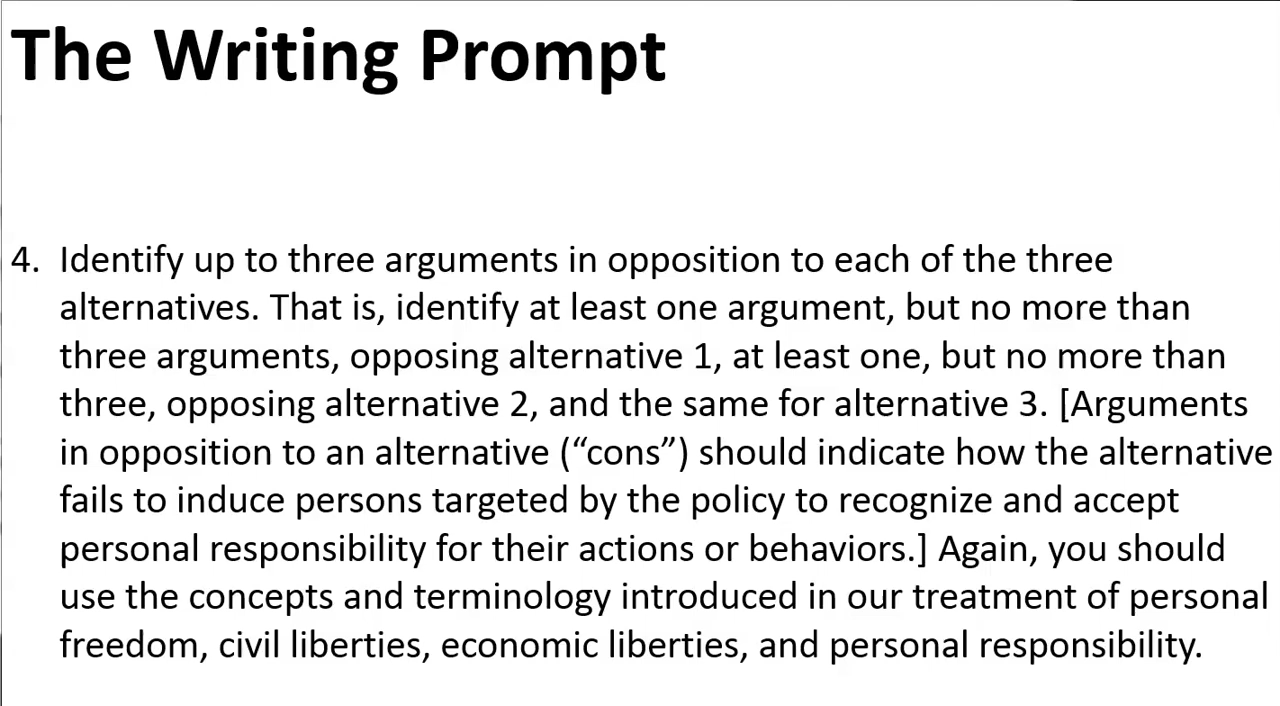 The Writing Prompt
4. Identify up to three arguments in opposition to each of the three
alternatives. That is, identify at least one argument, but no more than
three arguments, opposing alternative 1, at least one, but no more than
three, opposing alternative 2, and the same for alternative 3. [Arguments
in opposition to an alternative (“cons”) should indicate how the alternative
fails to induce persons targeted by the policy to recognize and accept
personal responsibility for their actions or behaviors.] Again, you should
use the concepts and terminology introduced in our treatment of personal
freedom, civil liberties, economic liberties, and personal responsibility.